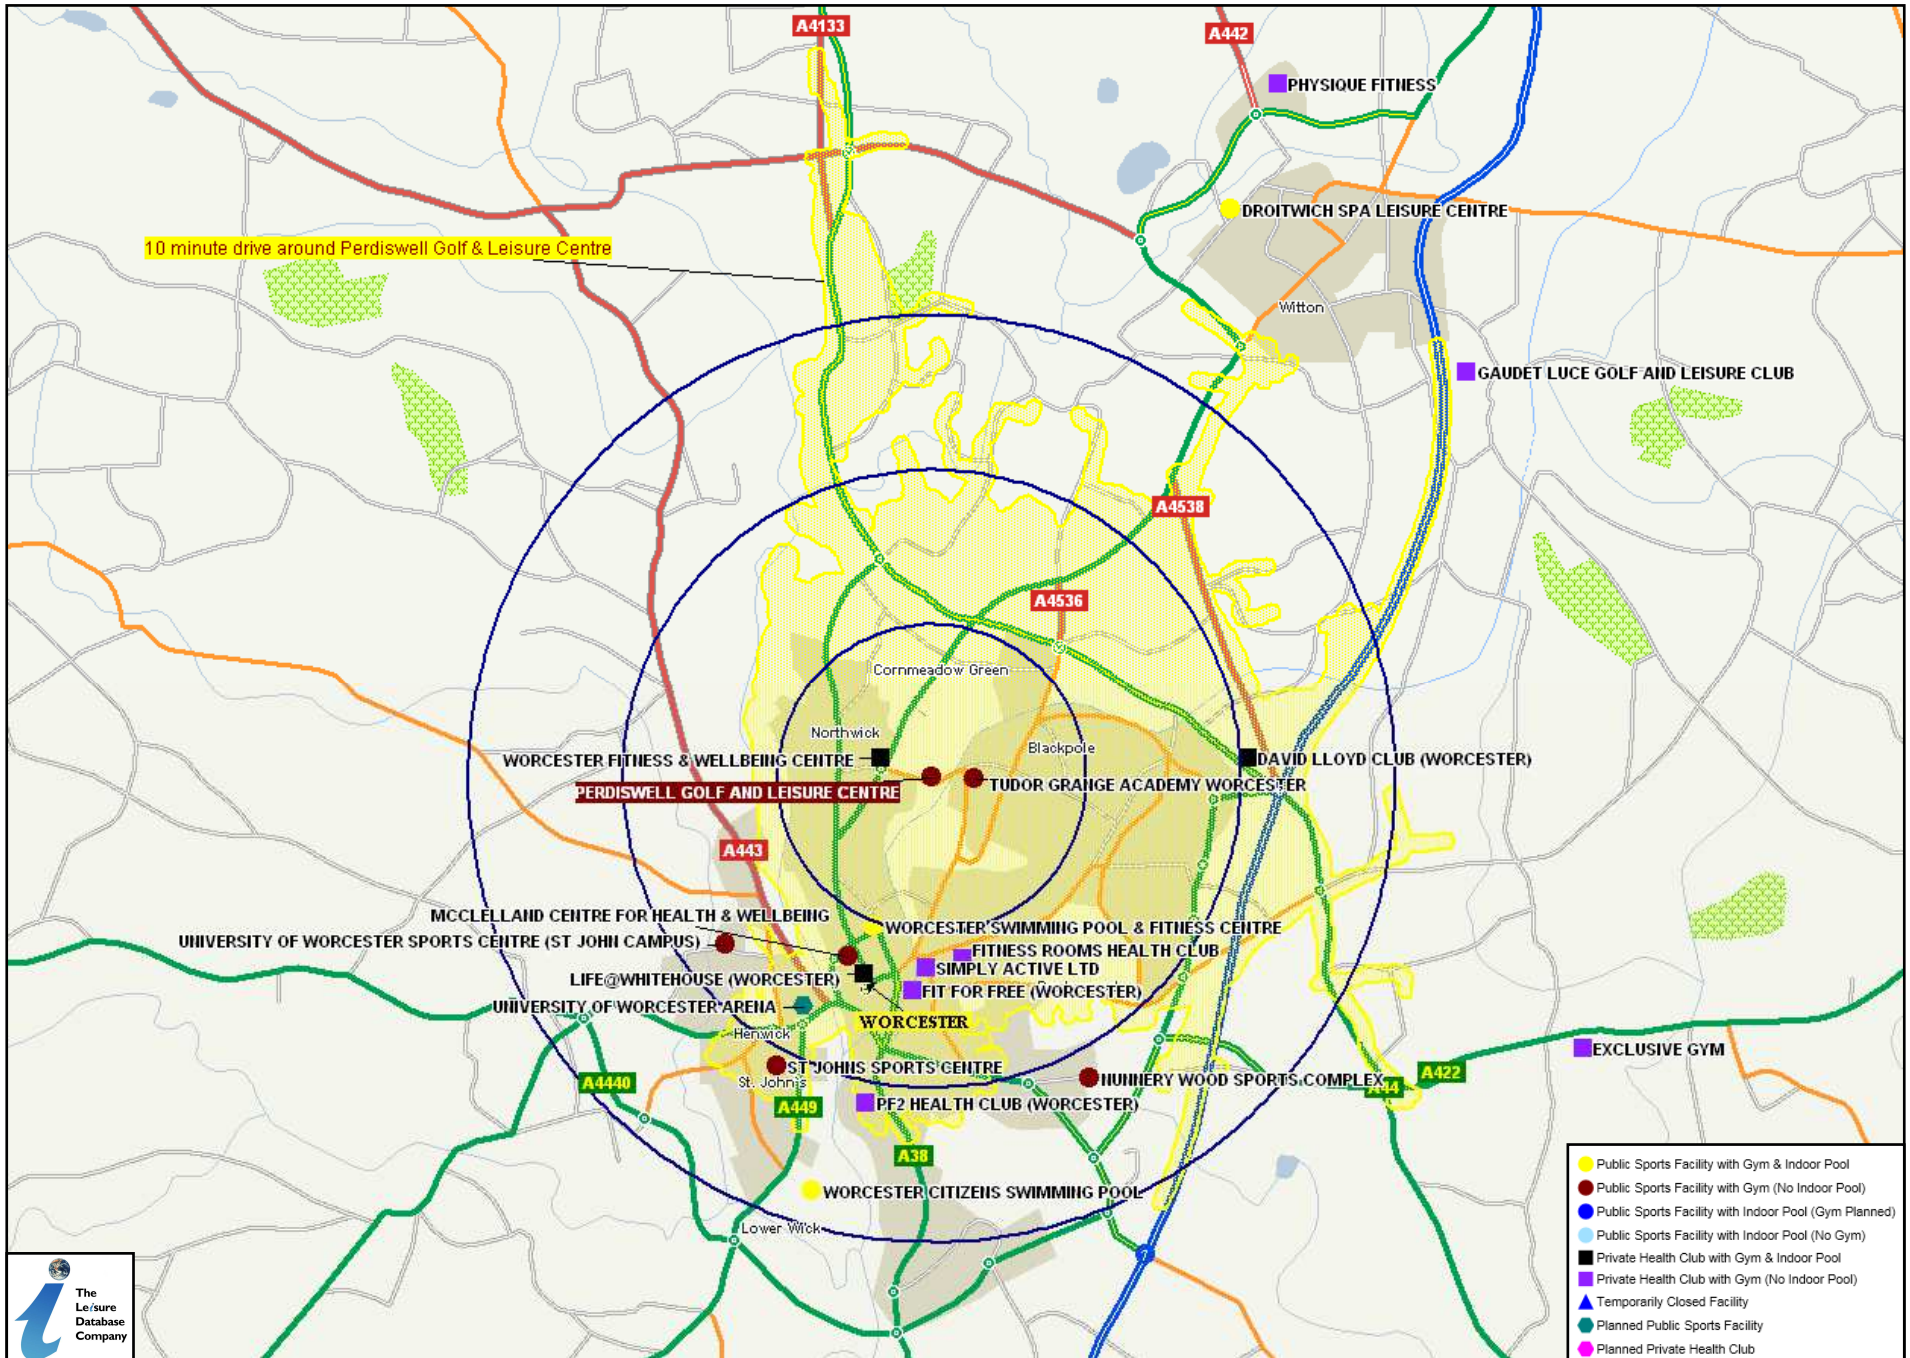 A4133
A442
PHYSIQUE FITNESS
DROITWICH SPA LEISURE CENTRE
10 minute drive around Perdiswell Golf & Leisure Centre
Witton
GAUDET LUCE GOLF AND LEISURE CLUB
A4538
A4536
Cornmeadow Green
Northwick
Blackpole
WORCESTER FITNESS & WELLBEING CENTRE
DAVID LLOYD CLUB (WORCESTER)
PERDISWELL GOLF AND LEISURE CENTRE
TUDOR GRANGE ACADEMY WORCESTER
A443
MCCLELLAND CENTRE FOR HEALTH & WELLBEING
WORCESTER SWIMMING POOL & FITNESS CENTRE
UNIVERSITY OF WORCESTER SPORTS CENTRE (ST JOHN CAMPUS)
FITNESS ROOMS HEALTH CLUB
SIMPLY ACTIVE LTD
LIFE@WHITEHOUSE (WORCESTER)
FIT FOR FREE (WORCESTER)
UNIVERSITY OF WORCESTER ARENA
WORCESTER
Henwick
EXCLUSIVE GYM
ST JOHNS SPORTS CENTRE
St. John's
NUNNERY WOOD SPORTS COMPLEX
A44
A422
A4440
A449
PF2 HEALTH CLUB (WORCESTER)
A38
WORCESTER CITIZENS SWIMMING POOL
Lower Wick
7
Public Sports Facility with Gym & Indoor Pool
Public Sports Facility with Gym (No Indoor Pool)
Public Sports Facility with Indoor Pool (Gym Planned)
Public Sports Facility with Indoor Pool (No Gym)
Private Health Club with Gym & Indoor Pool
Private Health Club with Gym (No Indoor Pool)
Temporarily Closed Facility
Planned Public Sports Facility
Planned Private Health Club
The
Leisure
Database
Company